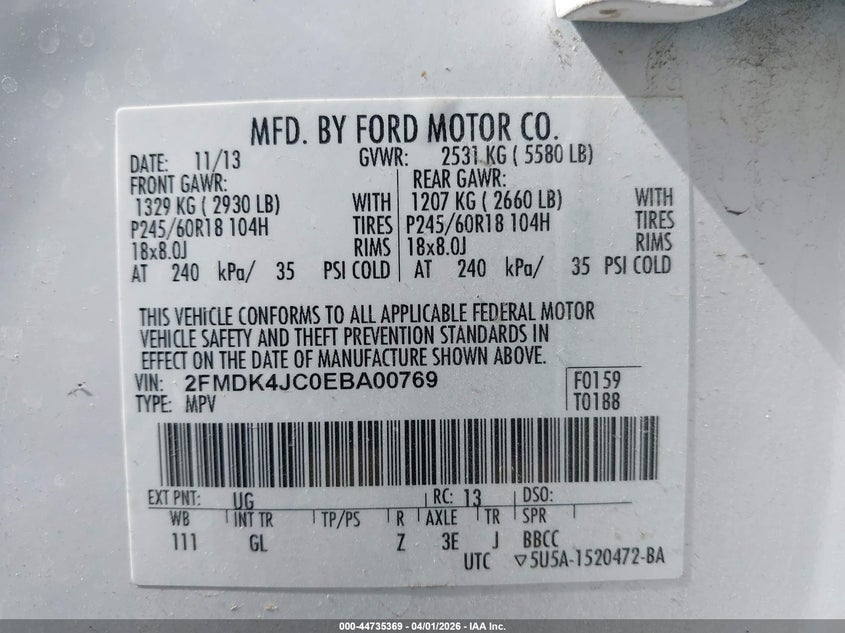 MFD. BY FORD MOTOR CO.
DATE: 11/13 GVWR: 2531 KG ( 5580 LB)
FRONT GAWR: REAR GAWR:
1329 KG ( 2930 LB) WITH 1207 KG ( 2660 LB) WITH
P245/60R18 104H TIRES P245/60R18 104H TIRES
18x8.0J RIMS 18x8.0J RIMS
AT 240 kPa/ 35 PSI COLD AT 240 kPa/ 35 PSI COLD
THIS VEHICLE CONFORMS TO ALL APPLICABLE FEDERAL MOTOR
VEHICLE SAFETY AND THEFT PREVENTION STANDARDS IN
EFFECT ON THE DATE OF MANUFACTURE SHOWN ABOVE.
VIN: 2FMDK4JC0EBA00769 F0159
TYPE: MPV T0188
EXT PNT: UG RC: 13 DSO:
WB INT TR TP/PS R AXLE TR SPR
111 GL Z 3E J BBCC
UTC ▽5U5A-1520472-BA
000-44735369 - 04/01/2026 - IAA Inc.